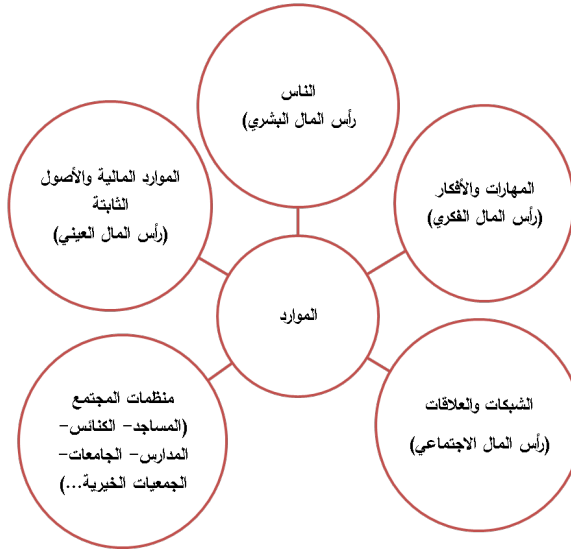 الناس
رأس المال البشري)
المهارات والأفكار
(رأس المال الفكري)
الموارد المالية والأصول
الثابتة
(رأس المال العيني)
الموارد
الشبكات والعلاقات
(رأس المال الاجتماعي)
منظمات المجتمع
(المساجد- الكنائس-
المدارس- الجامعات-
الجمعيات الخيرية...)